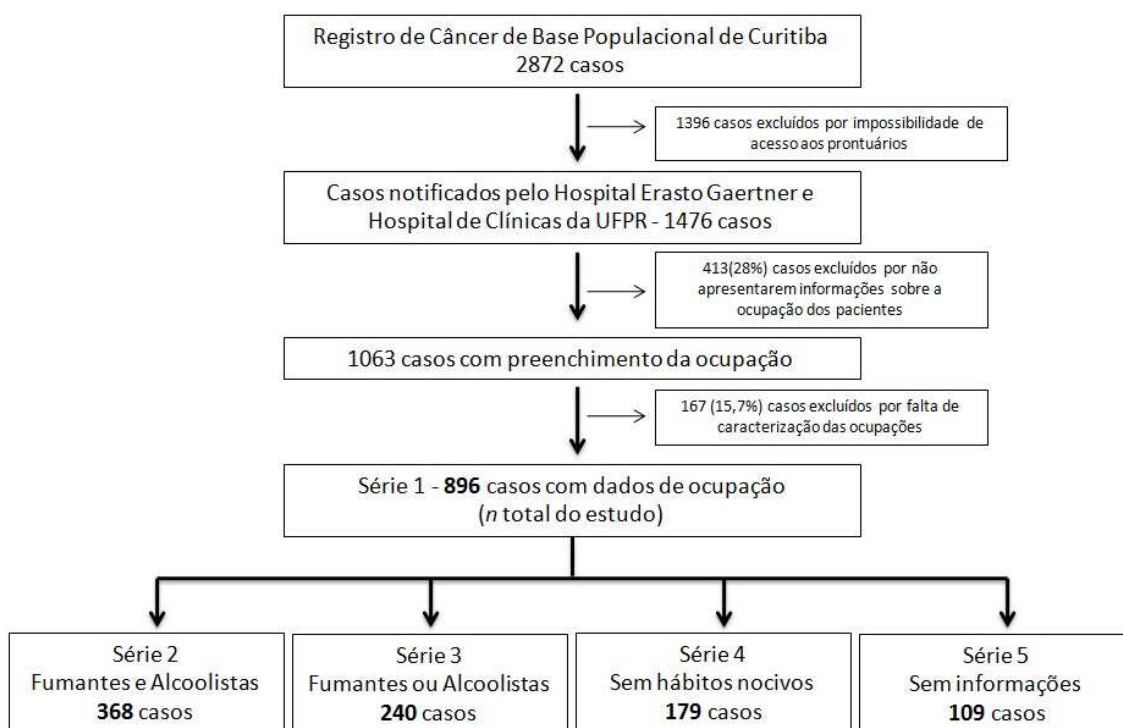 Registro de Câncer de Base Populacional de Curitiba
2872 casos
1396 casos excluídos por impossibilidade de
acesso aos prontuários
Casos notificados pelo Hospital Erasto Gaertner e
Hospital de Clínicas da UFPR - 1476 casos
413(28%) casos excluídos por não
apresentarem informações sobre a
ocupação dos pacientes
1063 casos com preenchimento da ocupação
167 (15,7%) casos excluídos por falta de
caracterização das ocupações
Série 1 - 896 casos com dados de ocupação
(n total do estudo)
Série 2
Fumantes e Alcoolistas
368 casos
Série 3
Fumantes ou Alcoolistas
240 casos
Série 4
Sem hábitos nocivos
179 casos
Série 5
Sem informações
109 casos